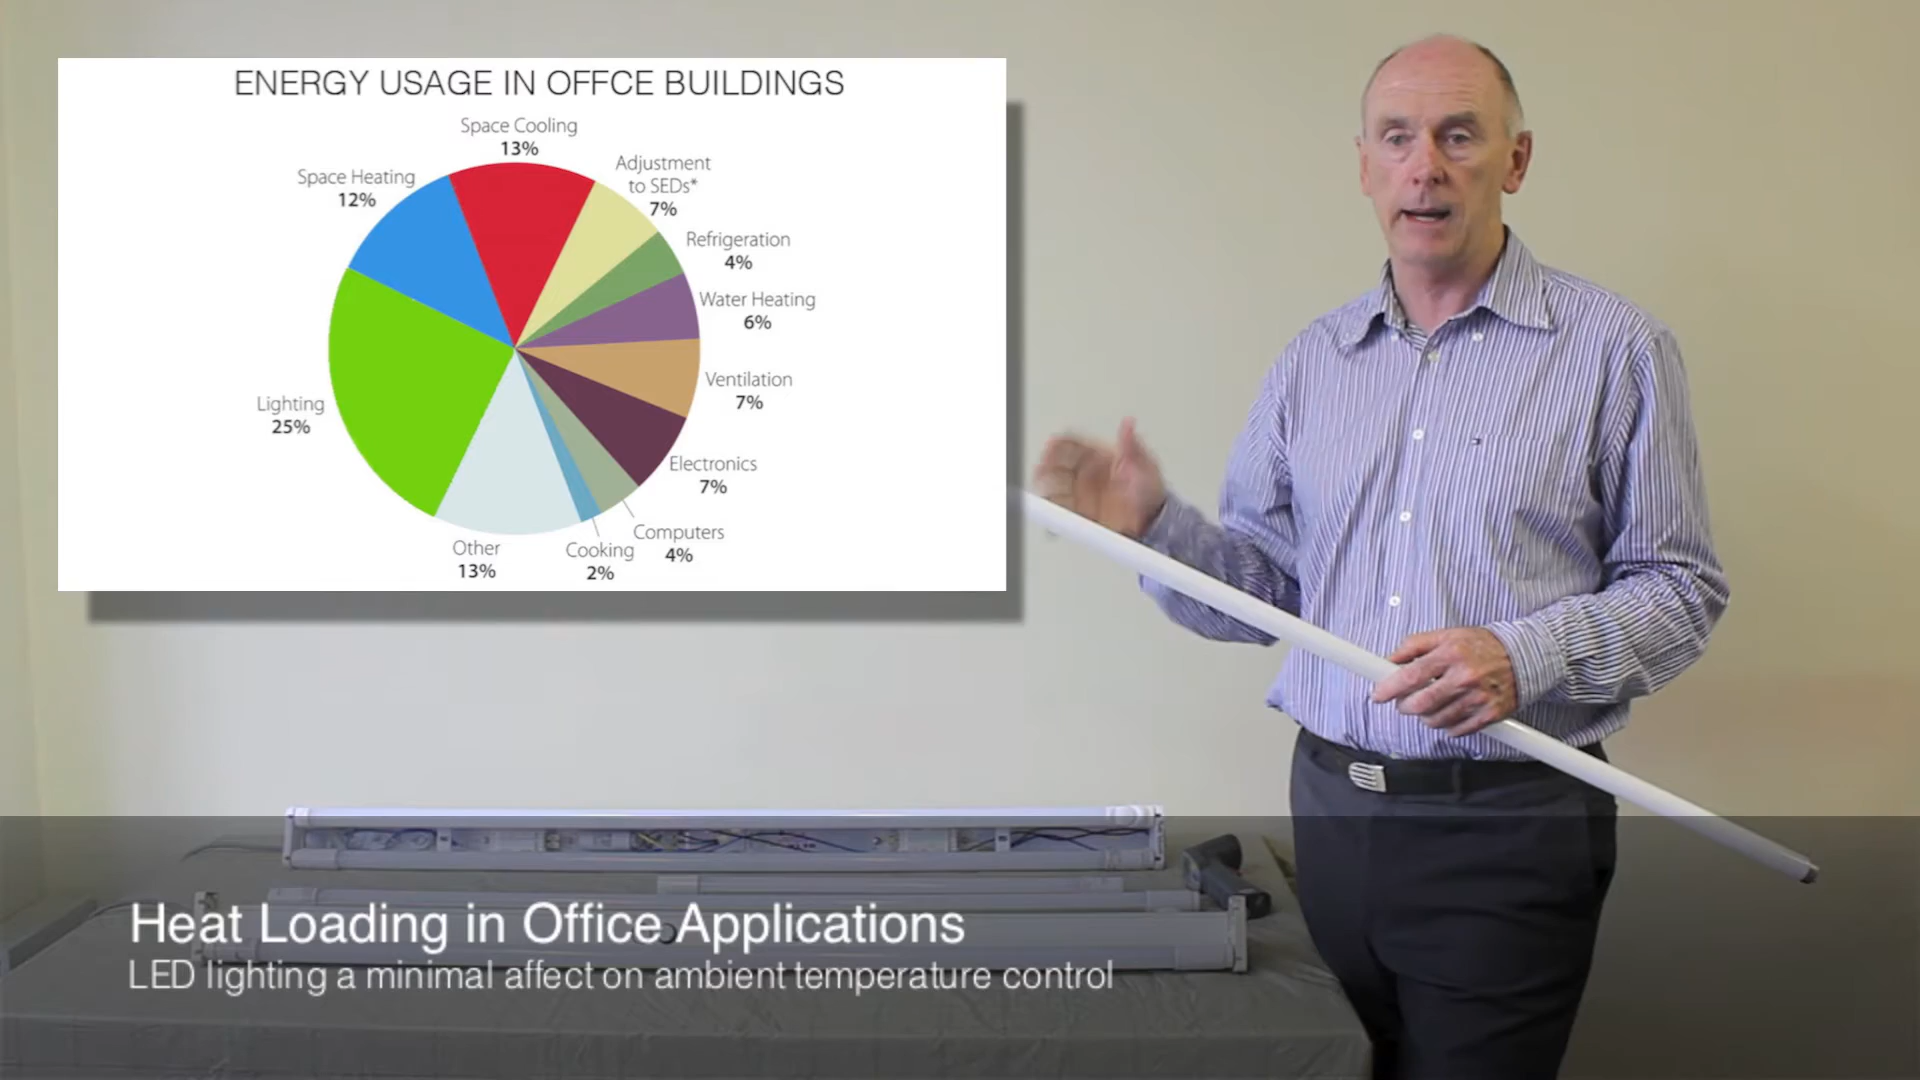 ENERGY USAGE IN OFFCE BUILDINGS
Space Cooling
13%
Adjustment
to SEDs*
7%
Space Heating
12%
Refrigeration
4%
Water Heating
6%
Ventilation
7%
Lighting
25%
Electronics
7%
Computers
4%
Cooking
2%
Other
13%
Heat Loading in Office Applications
LED lighting a minimal affect on ambient temperature control